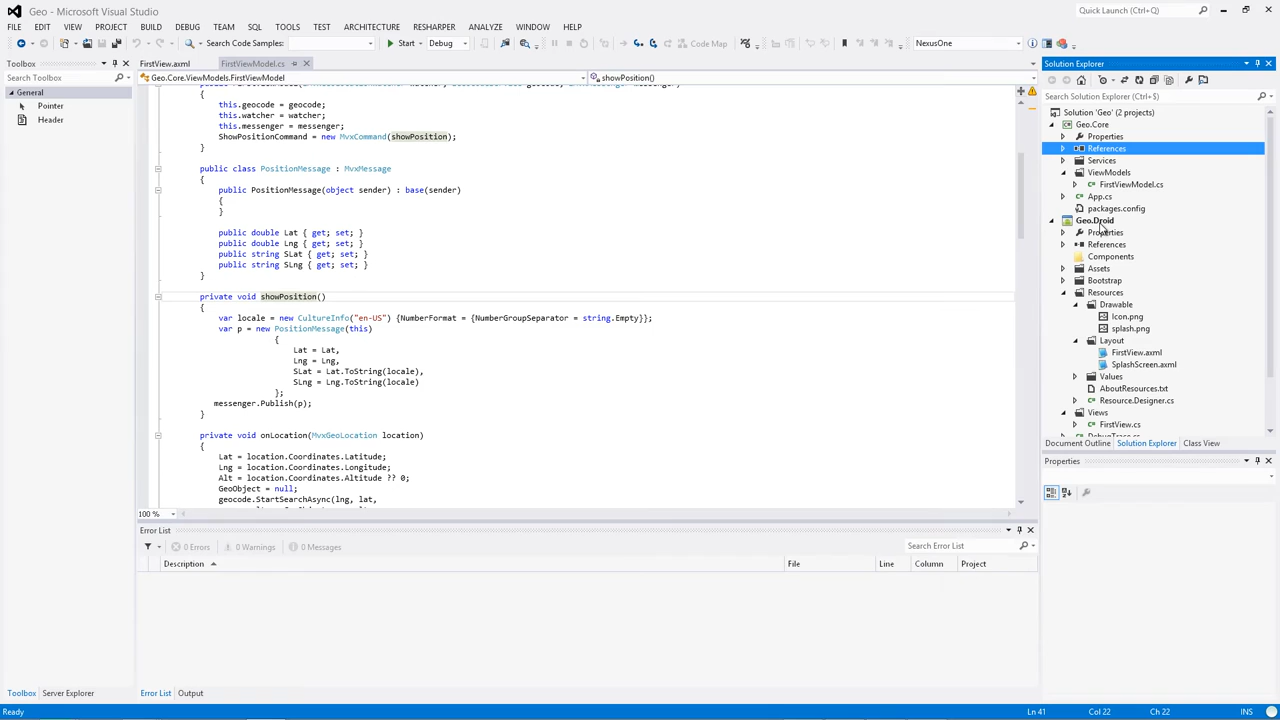 Geo - Microsoft Visual Studio
Quick Launch (Ctrl+Q)
FILE EDIT VIEW PROJECT BUILD DEBUG TEAM SQL TOOLS TEST ARCHITECTURE RESHARPER ANALYZE WINDOW HELP
Search Code Samples: Start Debug Code Map NexusOne
Toolbox
Search Toolbox
General
Pointer
Header
FirstView.axml FirstViewModel.cs
Geo.Core.ViewModels.FirstViewModel showPosition()
{
this.geocode = geocode;
this.watcher = watcher;
this.messenger = messenger;
ShowPositionCommand = new MvxCommand(showPosition);
}
public class PositionMessage : MvxMessage
{
public PositionMessage(object sender) : base(sender)
{
}
public double Lat { get; set; }
public double Lng { get; set; }
public string SLat { get; set; }
public string SLng { get; set; }
}
private void showPosition()
{
var locale = new CultureInfo("en-US") {NumberFormat = {NumberGroupSeparator = string.Empty}};
var p = new PositionMessage(this)
{
Lat = Lat,
Lng = Lng,
SLat = Lat.ToString(locale),
SLng = Lng.ToString(locale)
};
messenger.Publish(p);
}
private void onLocation(MvxGeoLocation location)
{
Lat = location.Coordinates.Latitude;
Lng = location.Coordinates.Longitude;
Alt = location.Coordinates.Altitude ?? 0;
GeoObject = null;
geocode.StartSearchAsync(lng, lat,
100 %
Error List
0 Errors 0 Warnings 0 Messages
Search Error List
Description File Line Column Project
Solution Explorer
Search Solution Explorer (Ctrl+$)
Solution 'Geo' (2 projects)
Geo.Core
Properties
References
Services
ViewModels
FirstViewModel.cs
App.cs
packages.config
Geo.Droid
Properties
References
Components
Assets
Bootstrap
Resources
Drawable
Icon.png
splash.png
Layout
FirstView.axml
SplashScreen.axml
Values
AboutResources.txt
Resource.Designer.cs
Views
FirstView.cs
DebugTrace.cs
Document Outline Solution Explorer Class View
Properties
Toolbox Server Explorer
Error List Output
Ready
Ln 41 Col 22 Ch 22 INS